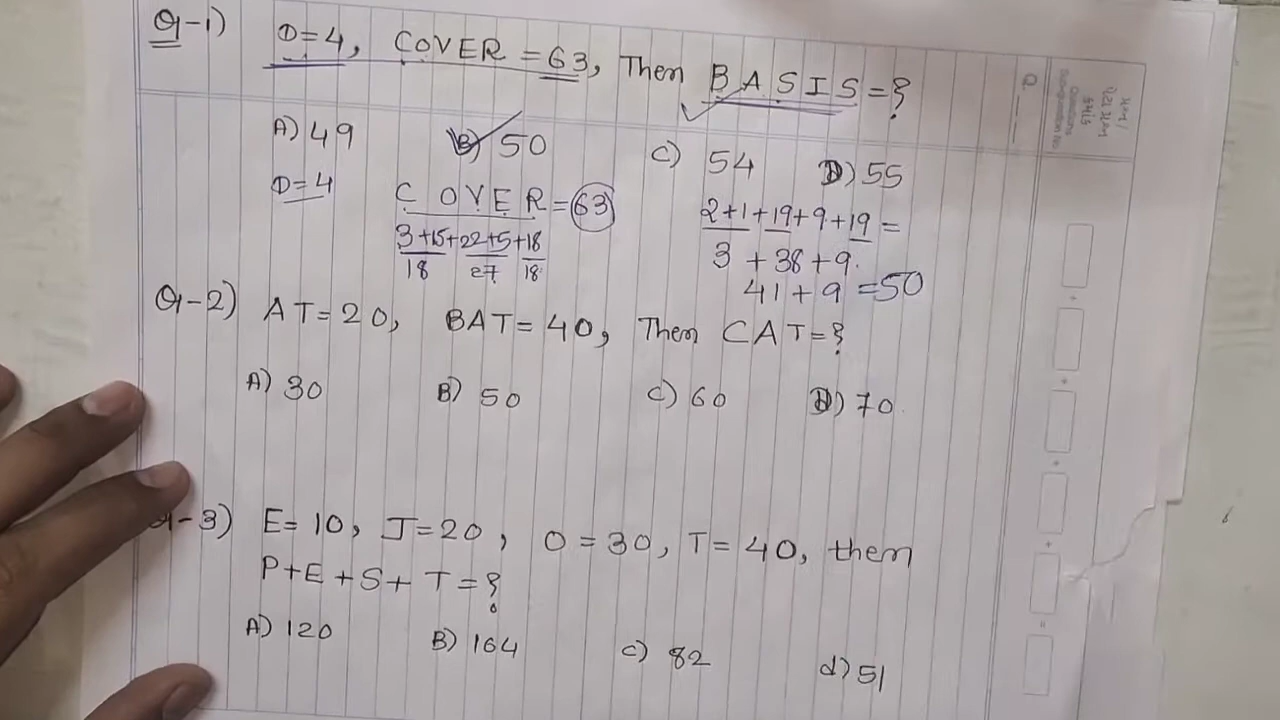 Q-1) D=4, COVER = 63, Then BASIS=?
A) 49 B) 50 C) 54 D) 55
D=4 COVER=63 2+1+19+9+19=
3+15+22+5+18 3+38+9.
18 27 18 41+9=50
Q-2) AT=20, BAT=40, Then CAT=?
A) 30 B) 50 C) 60 D) 70.
Q-3) E=10, J=20, O=30, T=40, then
P+E+S+T=?
A) 120 B) 164 C) 82 d) 51
Q.